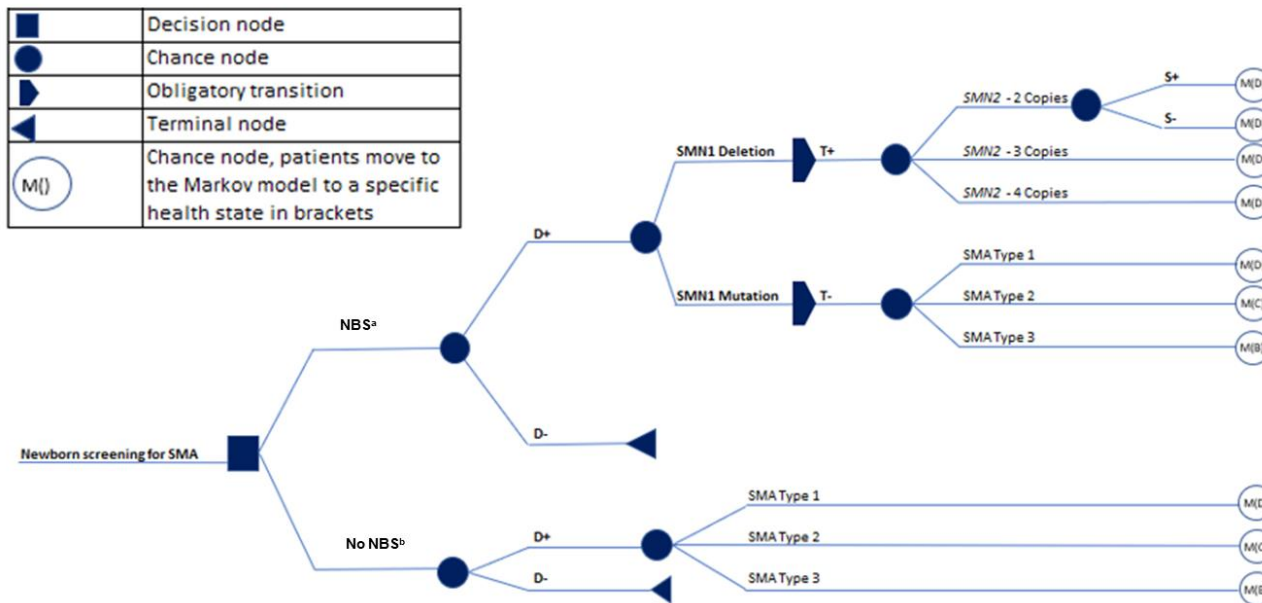 Decision node
Chance node
Obligatory transition
Terminal node
M()
Chance node, patients move to
the Markov model to a specific
health state in brackets
Newborn screening for SMA
NBSᵃ
D+
SMN1 Deletion
T+
SMN2 - 2 Copies
S+
M(D
S-
M(D
SMN2 - 3 Copies
M(D
SMN2 - 4 Copies
M(D
SMN1 Mutation
T-
SMA Type 1
M(D
SMA Type 2
M(C)
SMA Type 3
M(B)
D-
No NBSᵇ
D+
SMA Type 1
M(D
SMA Type 2
M(C
SMA Type 3
M(B
D-